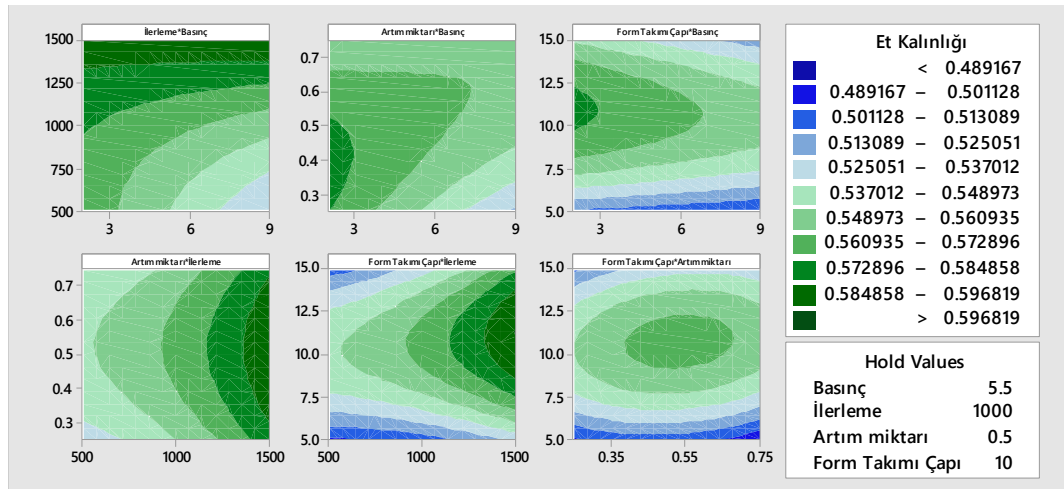 İlerleme*Basınç
1500
1250
1000
750
500
3 6 9
Artım miktarı*Basınç
0.7
0.6
0.5
0.4
0.3
3 6 9
Form Takımı Çapı*Basınç
15.0
12.5
10.0
7.5
5.0
3 6 9
Artım miktarı*İlerleme
0.7
0.6
0.5
0.4
0.3
500 1000 1500
Form Takımı Çapı*İlerleme
15.0
12.5
10.0
7.5
5.0
500 1000 1500
Form Takımı Çapı*Artım miktarı
15.0
12.5
10.0
7.5
5.0
0.35 0.55 0.75
Et Kalınlığı
< 0.489167
0.489167 – 0.501128
0.501128 – 0.513089
0.513089 – 0.525051
0.525051 – 0.537012
0.537012 – 0.548973
0.548973 – 0.560935
0.560935 – 0.572896
0.572896 – 0.584858
0.584858 – 0.596819
> 0.596819
Hold Values
Basınç 5.5
İlerleme 1000
Artım miktarı 0.5
Form Takımı Çapı 10